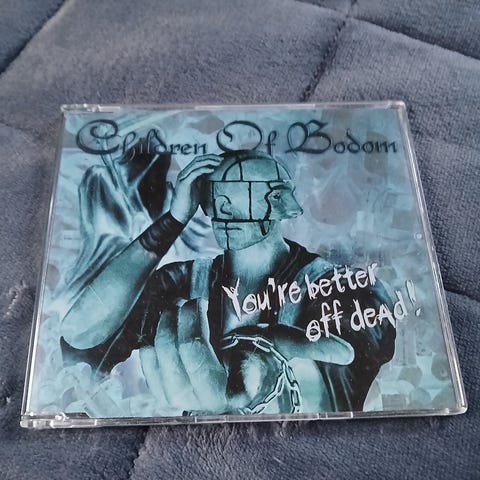 Children Of Bodom
You're better
off dead!